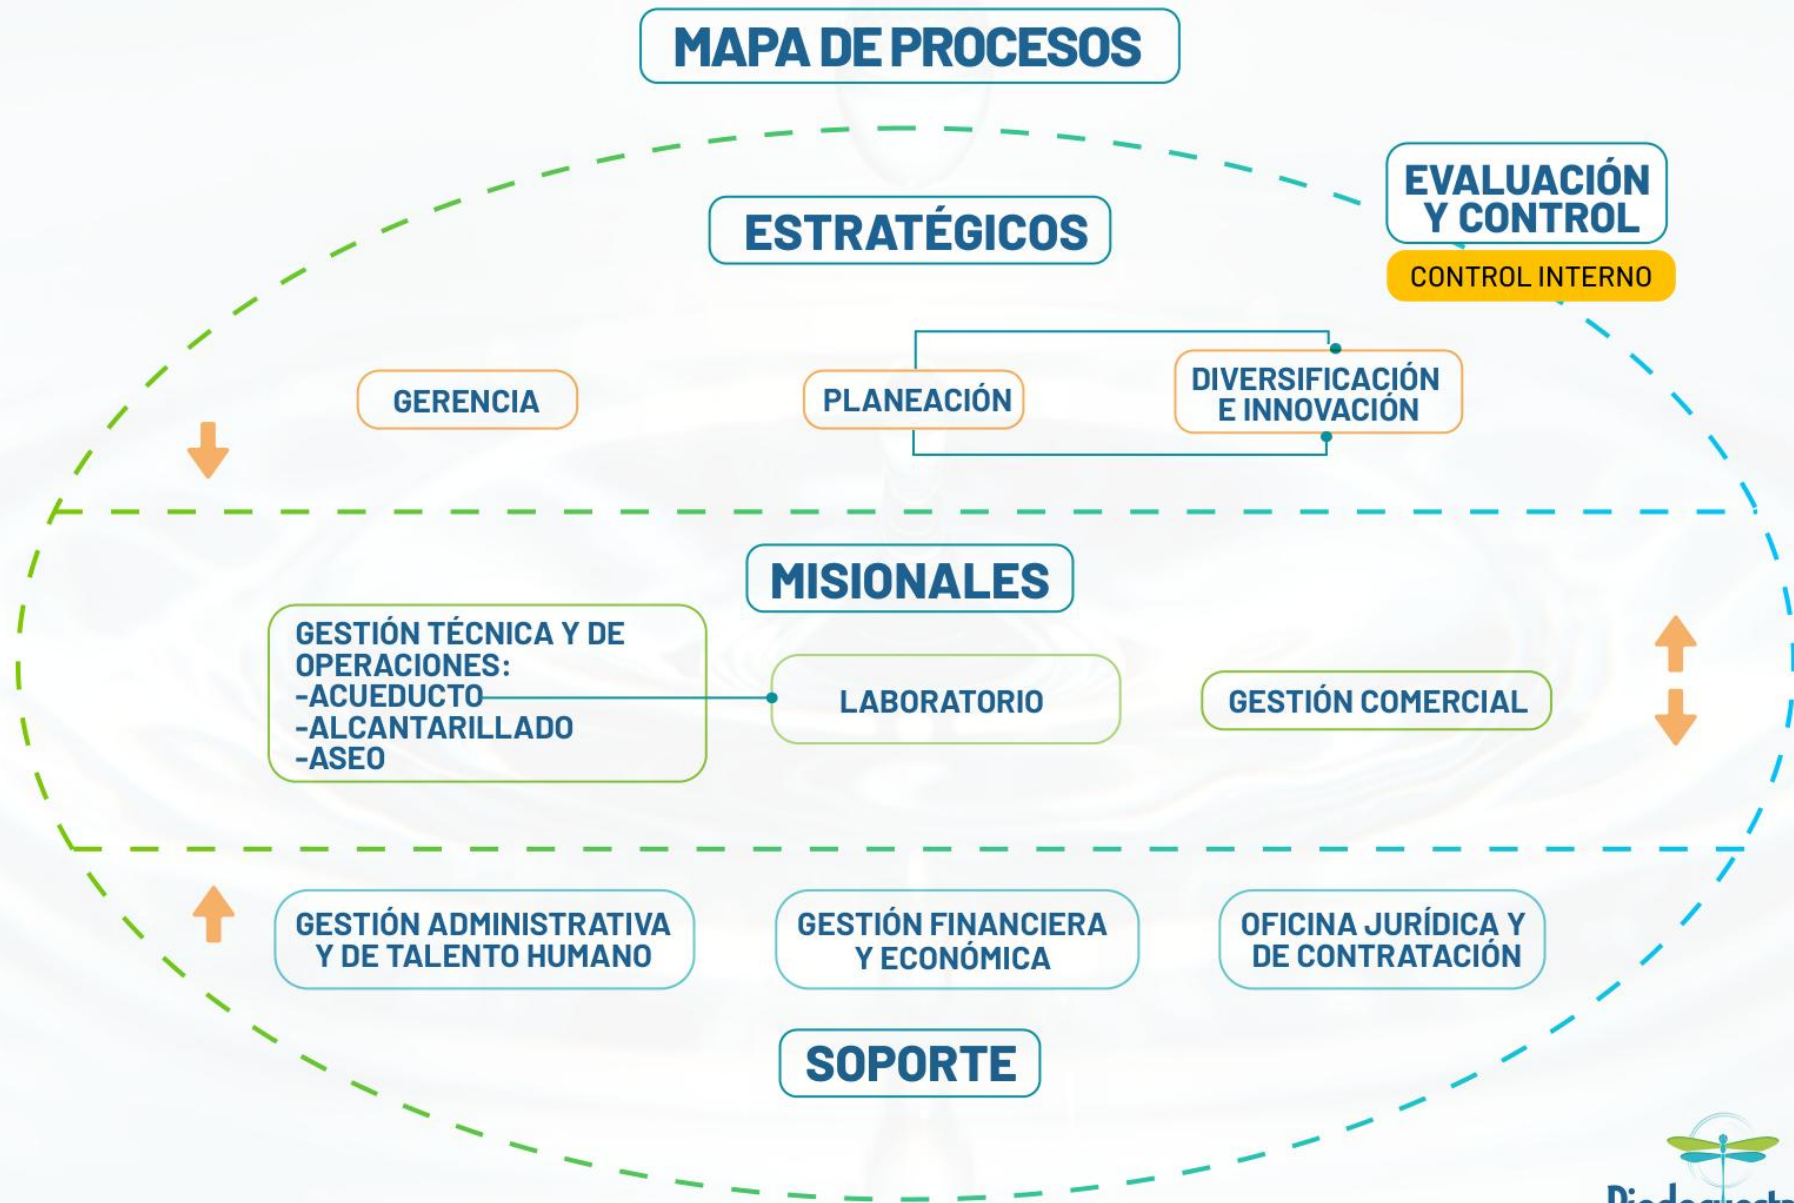 MAPA DE PROCESOS
EVALUACIÓN
Y CONTROL
CONTROL INTERNO
ESTRATÉGICOS
GERENCIA
PLANEACIÓN
DIVERSIFICACIÓN
E INNOVACIÓN
MISIONALES
GESTIÓN TÉCNICA Y DE
OPERACIONES:
-ACUEDUCTO
-ALCANTARILLADO
-ASEO
LABORATORIO
GESTIÓN COMERCIAL
GESTIÓN ADMINISTRATIVA
Y DE TALENTO HUMANO
GESTIÓN FINANCIERA
Y ECONÓMICA
OFICINA JURÍDICA Y
DE CONTRATACIÓN
SOPORTE